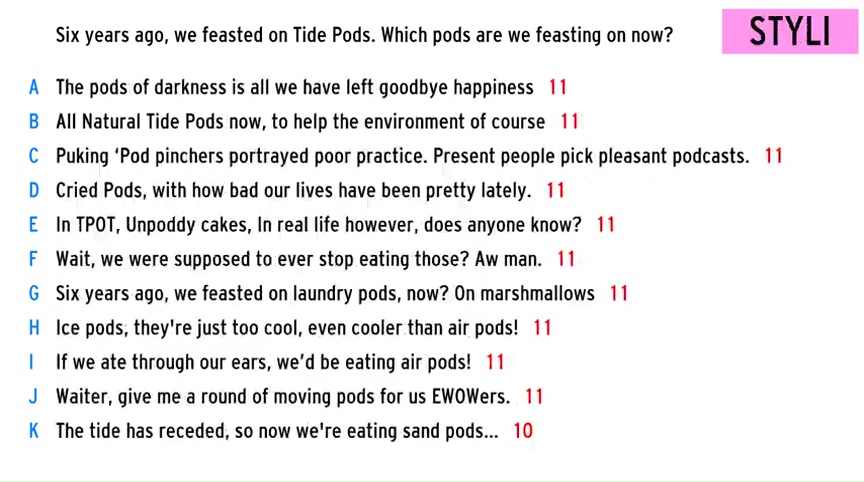 Six years ago, we feasted on Tide Pods. Which pods are we feasting on now?
STYLI
A The pods of darkness is all we have left goodbye happiness 11
B All Natural Tide Pods now, to help the environment of course 11
C Puking ‘Pod pinchers portrayed poor practice. Present people pick pleasant podcasts. 11
D Cried Pods, with how bad our lives have been pretty lately. 11
E In TPOT, Unpoddy cakes, In real life however, does anyone know? 11
F Wait, we were supposed to ever stop eating those? Aw man. 11
G Six years ago, we feasted on laundry pods, now? On marshmallows 11
H Ice pods, they're just too cool, even cooler than air pods! 11
I If we ate through our ears, we’d be eating air pods! 11
J Waiter, give me a round of moving pods for us EWOWers. 11
K The tide has receded, so now we're eating sand pods... 10